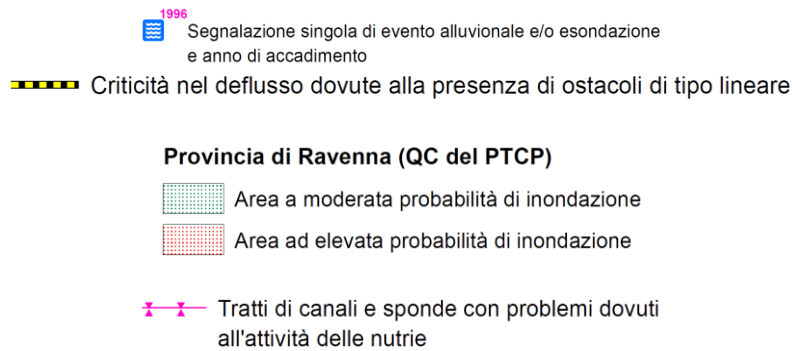 1996
Segnalazione singola di evento alluvionale e/o esondazione
e anno di accadimento
Criticità nel deflusso dovute alla presenza di ostacoli di tipo lineare
Provincia di Ravenna (QC del PTCP)
Area a moderata probabilità di inondazione
Area ad elevata probabilità di inondazione
Tratti di canali e sponde con problemi dovuti
all'attività delle nutrie